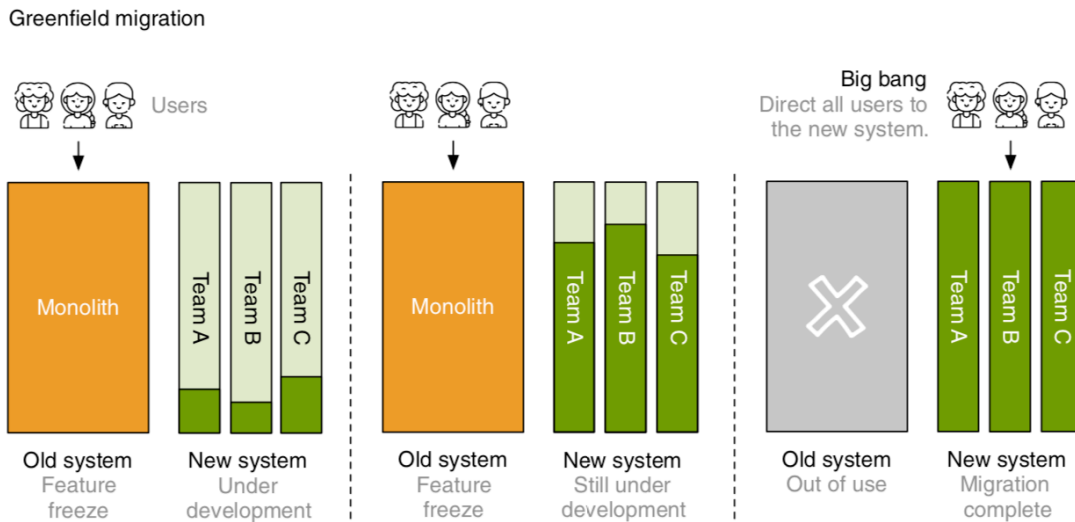 Greenfield migration
Users
Monolith
Team A
Team B
Team C
Old system
Feature
freeze
New system
Under
development
Monolith
Team A
Team B
Team C
Old system
Feature
freeze
New system
Still under
development
Big bang
Direct all users to
the new system.
Team A
Team B
Team C
Old system
Out of use
New system
Migration
complete